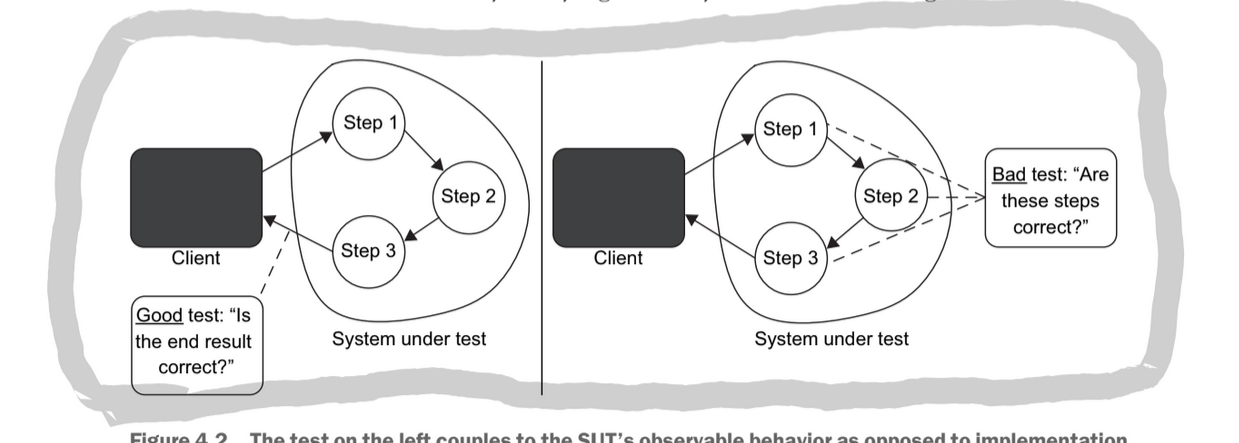 Step 1
Step 2
Step 3
Client
Good test: “Is
the end result
correct?”
System under test
Step 1
Step 2
Step 3
Client
Bad test: “Are
these steps
correct?”
System under test
Figure 4.2 The test on the left couples to the SUT’s observable behavior as opposed to implementation